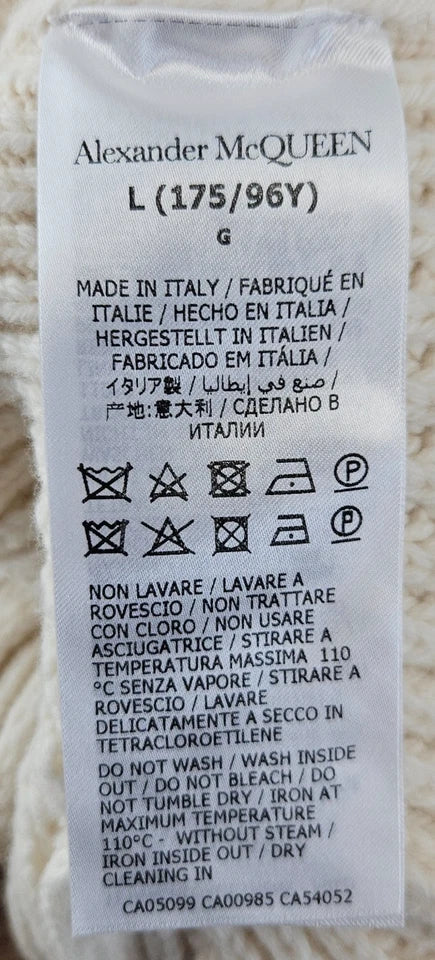 Alexander McQUEEN
L (175/96Y)
G
MADE IN ITALY / FABRIQUÉ EN
ITALIE / HECHO EN ITALIA /
HERGESTELLT IN ITALIEN /
FABRICADO EM ITÁLIA /
イタリア製 / صنع في إيطاليا /
产地:意大利 / СДЕЛАНО В
ИТАЛИИ
P
P
NON LAVARE / LAVARE A
ROVESCIO / NON TRATTARE
CON CLORO / NON USARE
ASCIUGATRICE / STIRARE A
TEMPERATURA MASSIMA 110
°C SENZA VAPORE / STIRARE A
ROVESCIO / LAVARE
DELICATAMENTE A SECCO IN
TETRACLOROETILENE
DO NOT WASH / WASH INSIDE
OUT / DO NOT BLEACH / DO
NOT TUMBLE DRY / IRON AT
MAXIMUM TEMPERATURE
110°C - WITHOUT STEAM /
IRON INSIDE OUT / DRY
CLEANING IN
CA05099 CA00985 CA54052